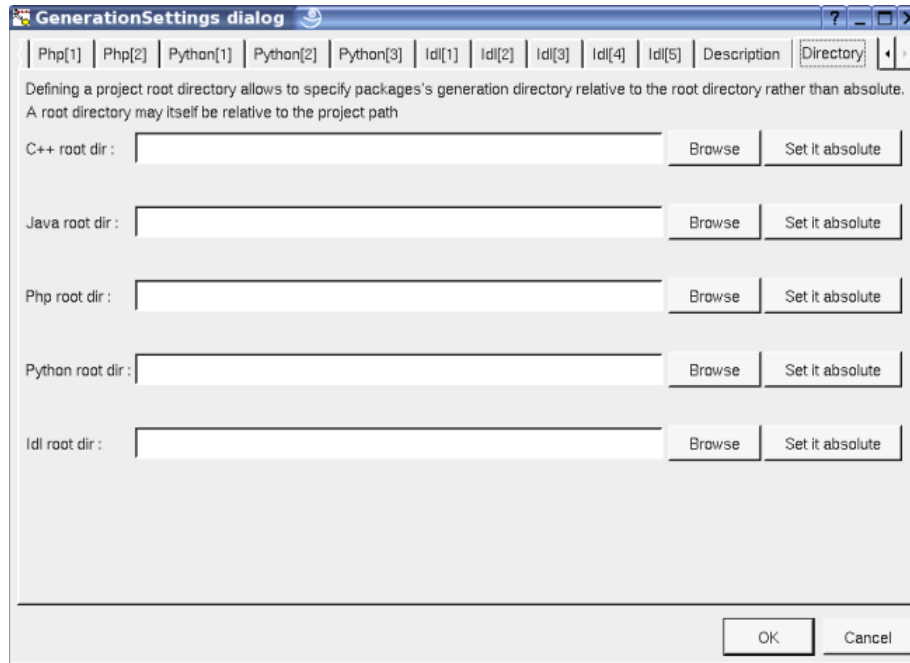 GenerationSettings dialog
Php[1] Php[2] Python[1] Python[2] Python[3] Idl[1] Idl[2] Idl[3] Idl[4] Idl[5] Description Directory
Defining a project root directory allows to specify packages's generation directory relative to the root directory rather than absolute.
A root directory may itself be relative to the project path
C++ root dir : Browse Set it absolute
Java root dir : Browse Set it absolute
Php root dir : Browse Set it absolute
Python root dir : Browse Set it absolute
Idl root dir : Browse Set it absolute
OK Cancel